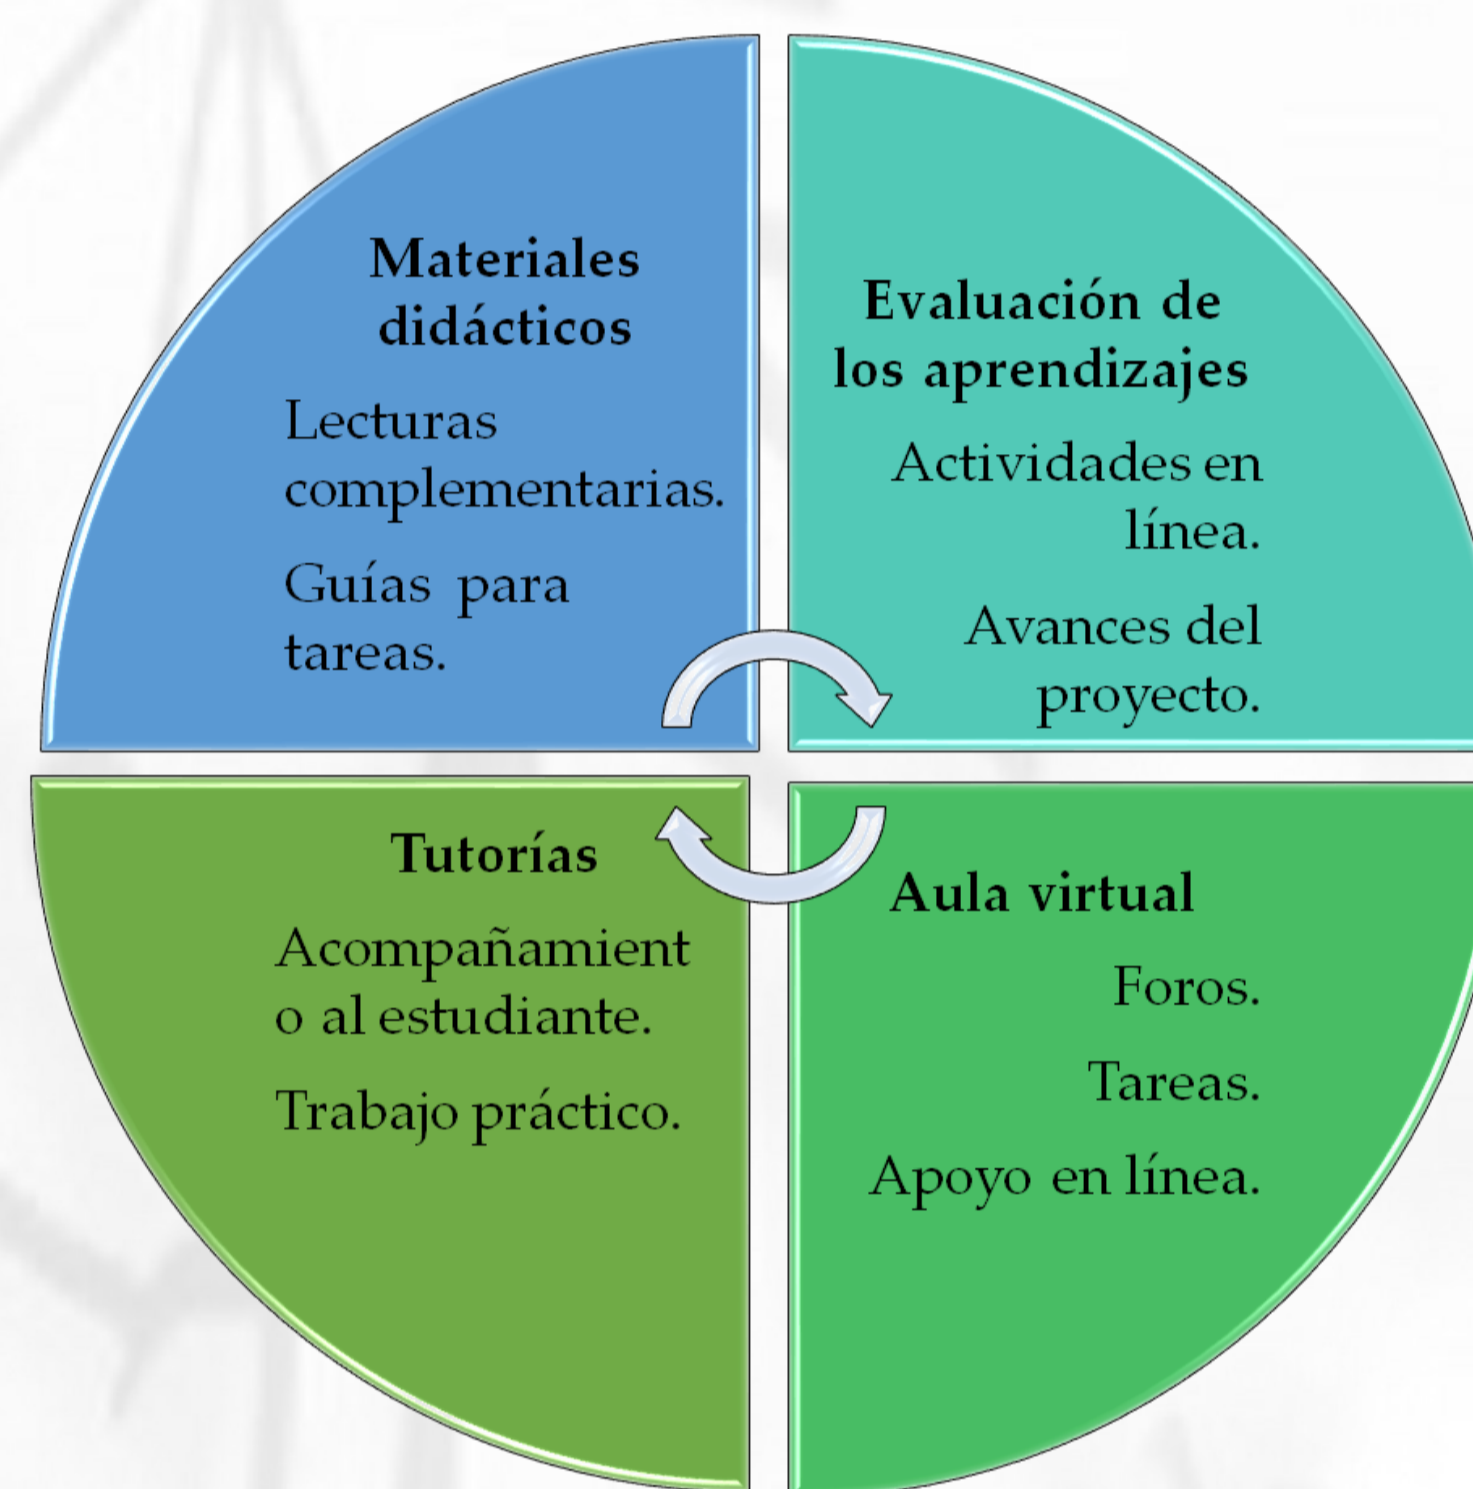 Materiales
didácticos
Lecturas
complementarias.
Guías para
tareas.
Evaluación de
los aprendizajes
Actividades en
línea.
Avances del
proyecto.
Tutorías
Acompañamient
o al estudiante.
Trabajo práctico.
Aula virtual
Foros.
Tareas.
Apoyo en línea.